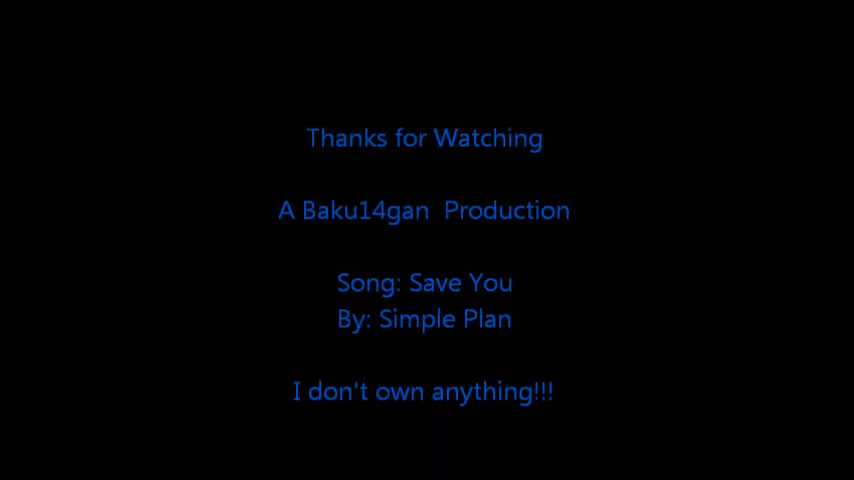 Thanks for Watching
A Baku14gan  Production
Song: Save You
By: Simple Plan
I don't own anything!!!